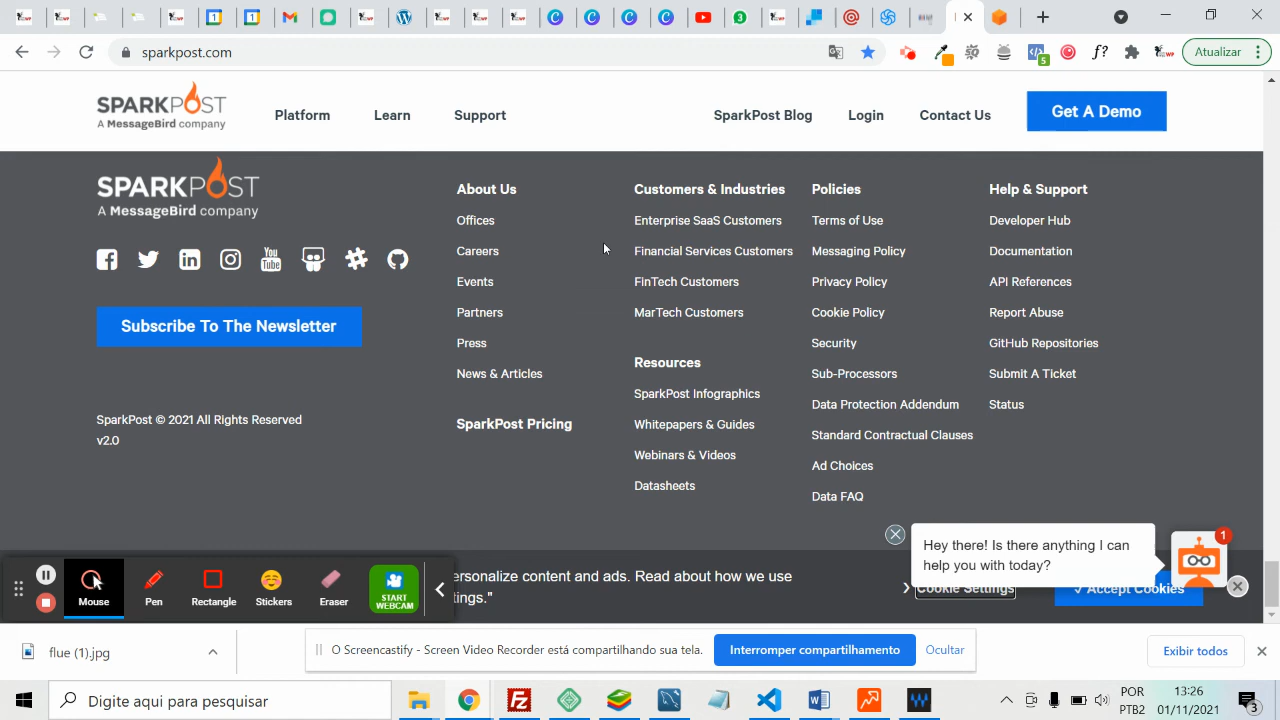 sparkpost.com
Atualizar
5
3
1
SPARKPOST
A MessageBird company
Platform
Learn
Support
SparkPost Blog
Login
Contact Us
Get A Demo
SPARKPOST
A MessageBird company
You
Tube
Subscribe To The Newsletter
SparkPost © 2021 All Rights Reserved
v2.0
About Us
Offices
Careers
Events
Partners
Press
News & Articles
SparkPost Pricing
Customers & Industries
Enterprise SaaS Customers
Financial Services Customers
FinTech Customers
MarTech Customers
Resources
SparkPost Infographics
Whitepapers & Guides
Webinars & Videos
Datasheets
Policies
Terms of Use
Messaging Policy
Privacy Policy
Cookie Policy
Security
Sub-Processors
Data Protection Addendum
Standard Contractual Clauses
Ad Choices
Data FAQ
Help & Support
Developer Hub
Documentation
API References
Report Abuse
GitHub Repositories
Submit A Ticket
Status
Hey there! Is there anything I can
help you with today?
1
ersonalize content and ads. Read about how we use
tings."
Cookie Settings
✓ Accept Cookies
Mouse
Pen
Rectangle
Stickers
Eraser
START
WEBCAM
flue (1).jpg
O Screencastify - Screen Video Recorder está compartilhando sua tela.
Interromper compartilhamento
Ocultar
Exibir todos
Digite aqui para pesquisar
POR
PTB2
13:26
01/11/2021
3